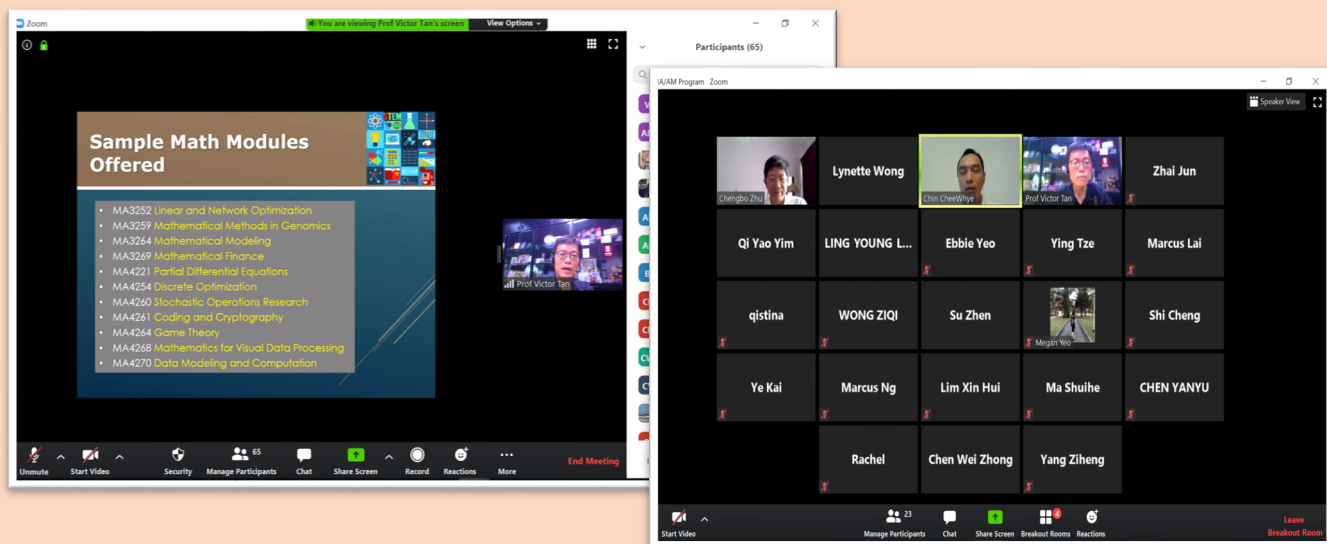 Zoom
You are viewing Prof Victor Tan's screen
View Options
Participants (65)
Sample Math Modules
Offered
STEM
• MA3252 Linear and Network Optimization
• MA3259 Mathematical Methods in Genomics
• MA3264 Mathematical Modeling
• MA3269 Mathematical Finance
• MA4221 Partial Differential Equations
• MA4254 Discrete Optimization
• MA4260 Stochastic Operations Research
• MA4261 Coding and Cryptography
• MA4264 Game Theory
• MA4268 Mathematics for Visual Data Processing
• MA4270 Data Modeling and Computation
Prof Victor Tan
65
Unmute
Start Video
Security
Manage Participants
Chat
Share Screen
Record
Reactions
More
End Meeting
IA/AM Program Zoom
Speaker View
Chengbo Zhu
Lynette Wong
Chin CheeWhye
Prof Victor Tan
Zhai Jun
Qi Yao Yim
LING YOUNG L...
Ebbie Yeo
Ying Tze
Marcus Lai
qistina
WONG ZIQI
Su Zhen
Megan Yeo
Shi Cheng
Ye Kai
Marcus Ng
Lim Xin Hui
Ma Shuihe
CHEN YANYU
Rachel
Chen Wei Zhong
Yang Ziheng
23
4
Start Video
Manage Participants
Chat
Share Screen
Breakout Rooms
Reactions
Leave
Breakout Room